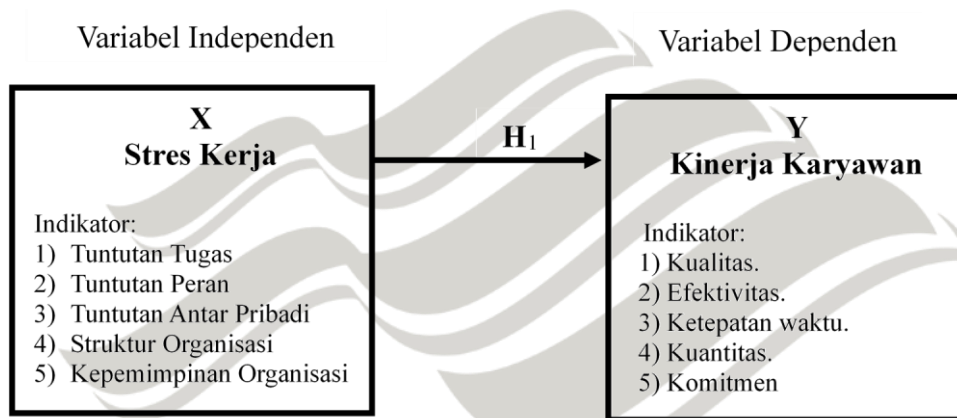 Variabel Independen
Variabel Dependen
X
Stres Kerja
Indikator:
1) Tuntutan Tugas
2) Tuntutan Peran
3) Tuntutan Antar Pribadi
4) Struktur Organisasi
5) Kepemimpinan Organisasi
H1
Y
Kinerja Karyawan
Indikator:
1) Kualitas.
2) Efektivitas.
3) Ketepatan waktu.
4) Kuantitas.
5) Komitmen